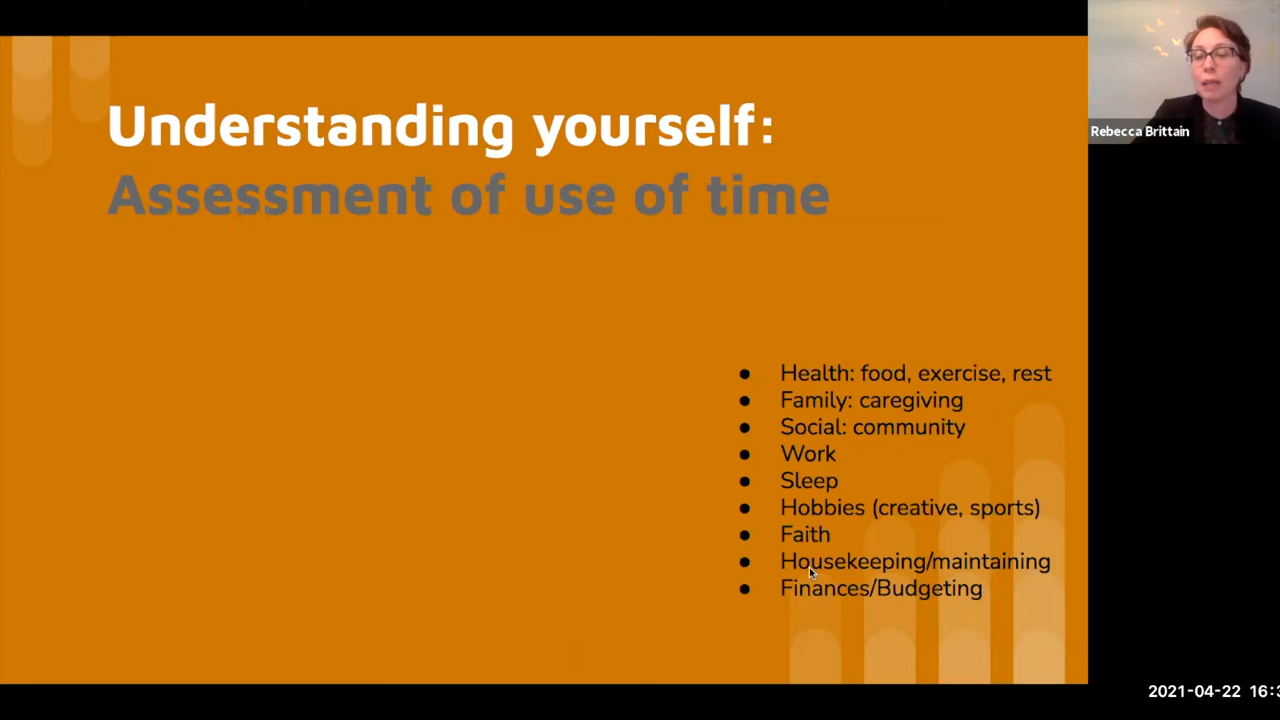 Understanding yourself:
Assessment of use of time
● Health: food, exercise, rest
● Family: caregiving
● Social: community
● Work
● Sleep
● Hobbies (creative, sports)
● Faith
● Housekeeping/maintaining
● Finances/Budgeting
Rebecca Brittain
2021-04-22 16:3